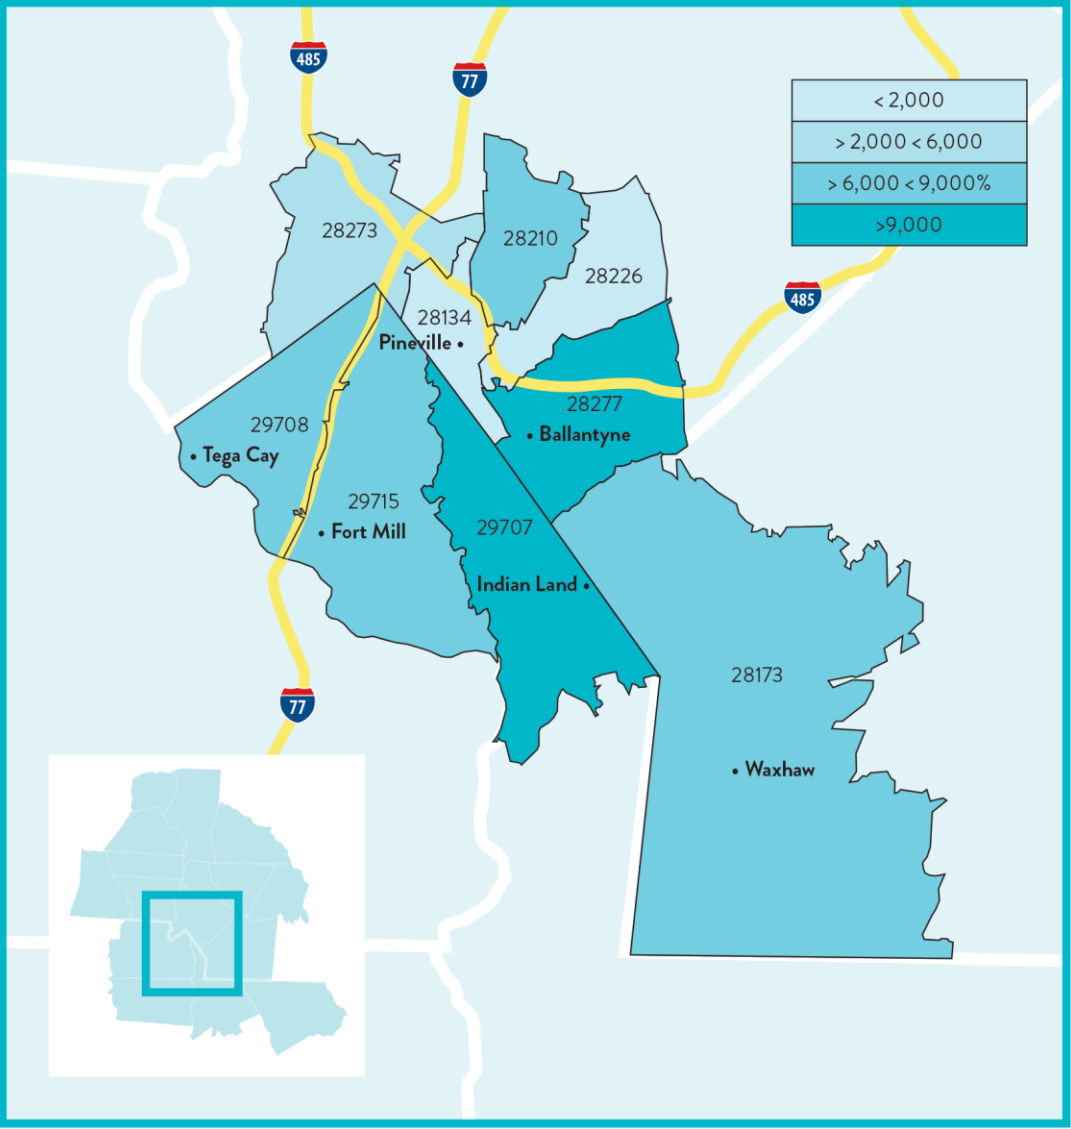 485
77
< 2,000
> 2,000 < 6,000
> 6,000 < 9,000%
>9,000
28273
28210
28226
485
28134
Pineville
28277
Ballantyne
29708
Tega Cay
29715
Fort Mill
29707
Indian Land
28173
77
Waxhaw